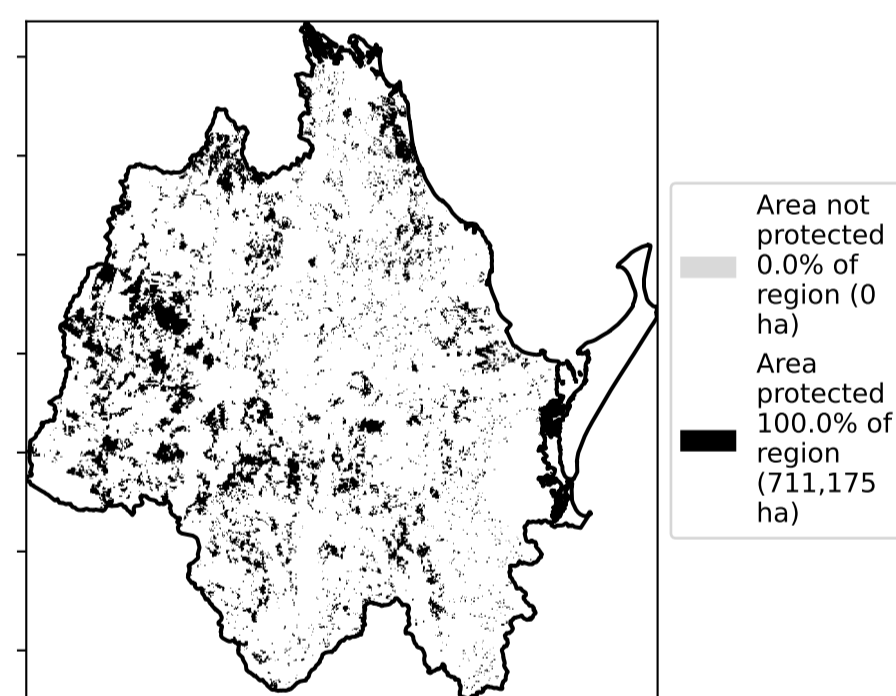 Area not
protected
0.0% of
region (0
ha)
Area
protected
100.0% of
region
(711,175
ha)